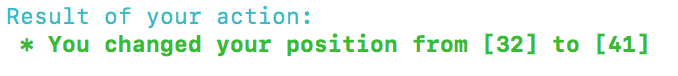 Result of your action:
* You changed your position from [32] to [41]